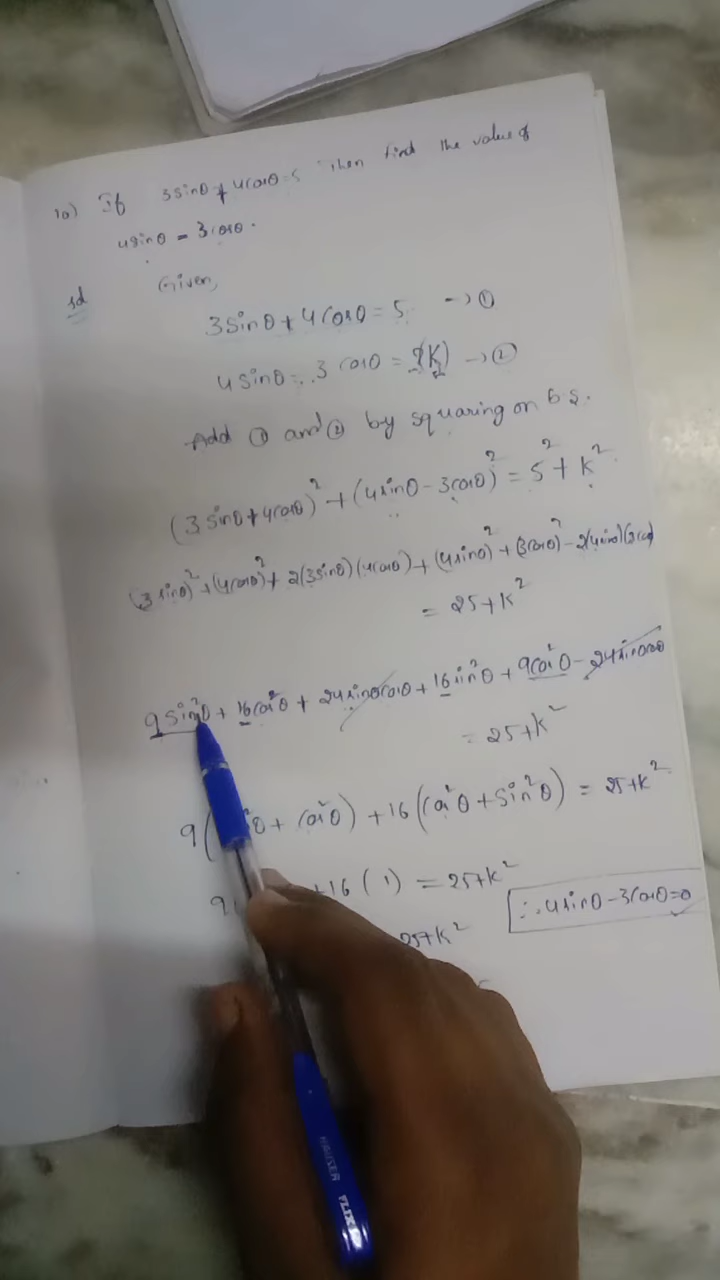 10) If 3sinθ + 4cosθ = 5 then find the value of
4sinθ - 3cosθ.
sol Given,
3sinθ + 4cosθ = 5 → ①
4sinθ - 3cosθ = ?(K) → ②
Add ① and ② by squaring on b.s.
(3sinθ + 4cosθ)² + (4sinθ - 3cosθ)² = 5² + k²
(3sinθ)² + (4cosθ)² + 2(3sinθ)(4cosθ) + (4sinθ)² + (3cosθ)² - 2(4sinθ)(3cosθ)
= 25 + k²
9sin²θ + 16cos²θ + 24sinθcosθ + 16sin²θ + 9cos²θ - 24sinθcosθ
= 25 + k²
9( ²θ + cos²θ) + 16(cos²θ + sin²θ) = 25 + k²
9( +16(1) = 25 + k²
∴ 4sinθ - 3cosθ = 0
25 + k²
HAUSER FLIX